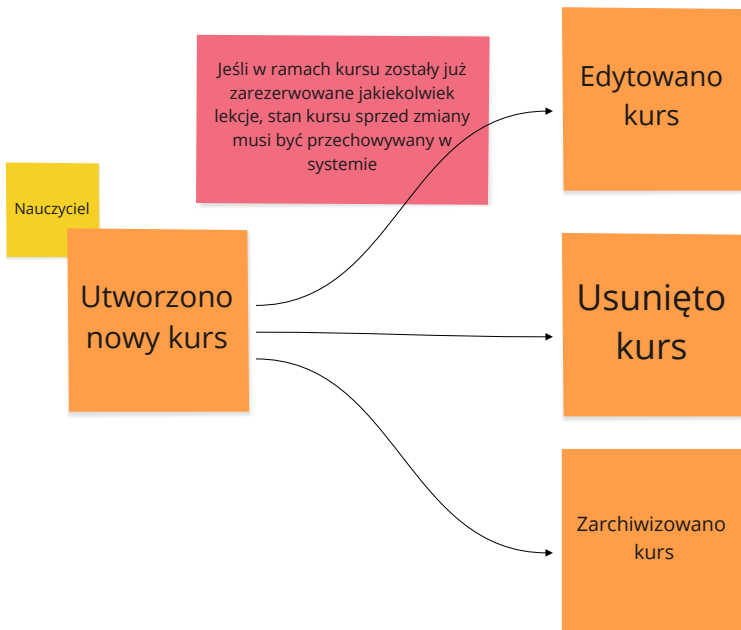 Jeśli w ramach kursu zostały już
zarezerwowane jakiekolwiek
lekcje, stan kursu sprzed zmiany
musi być przechowywany w
systemie
Edytowano
kurs
Nauczyciel
Utworzono
nowy kurs
Usunięto
kurs
Zarchiwizowano
kurs